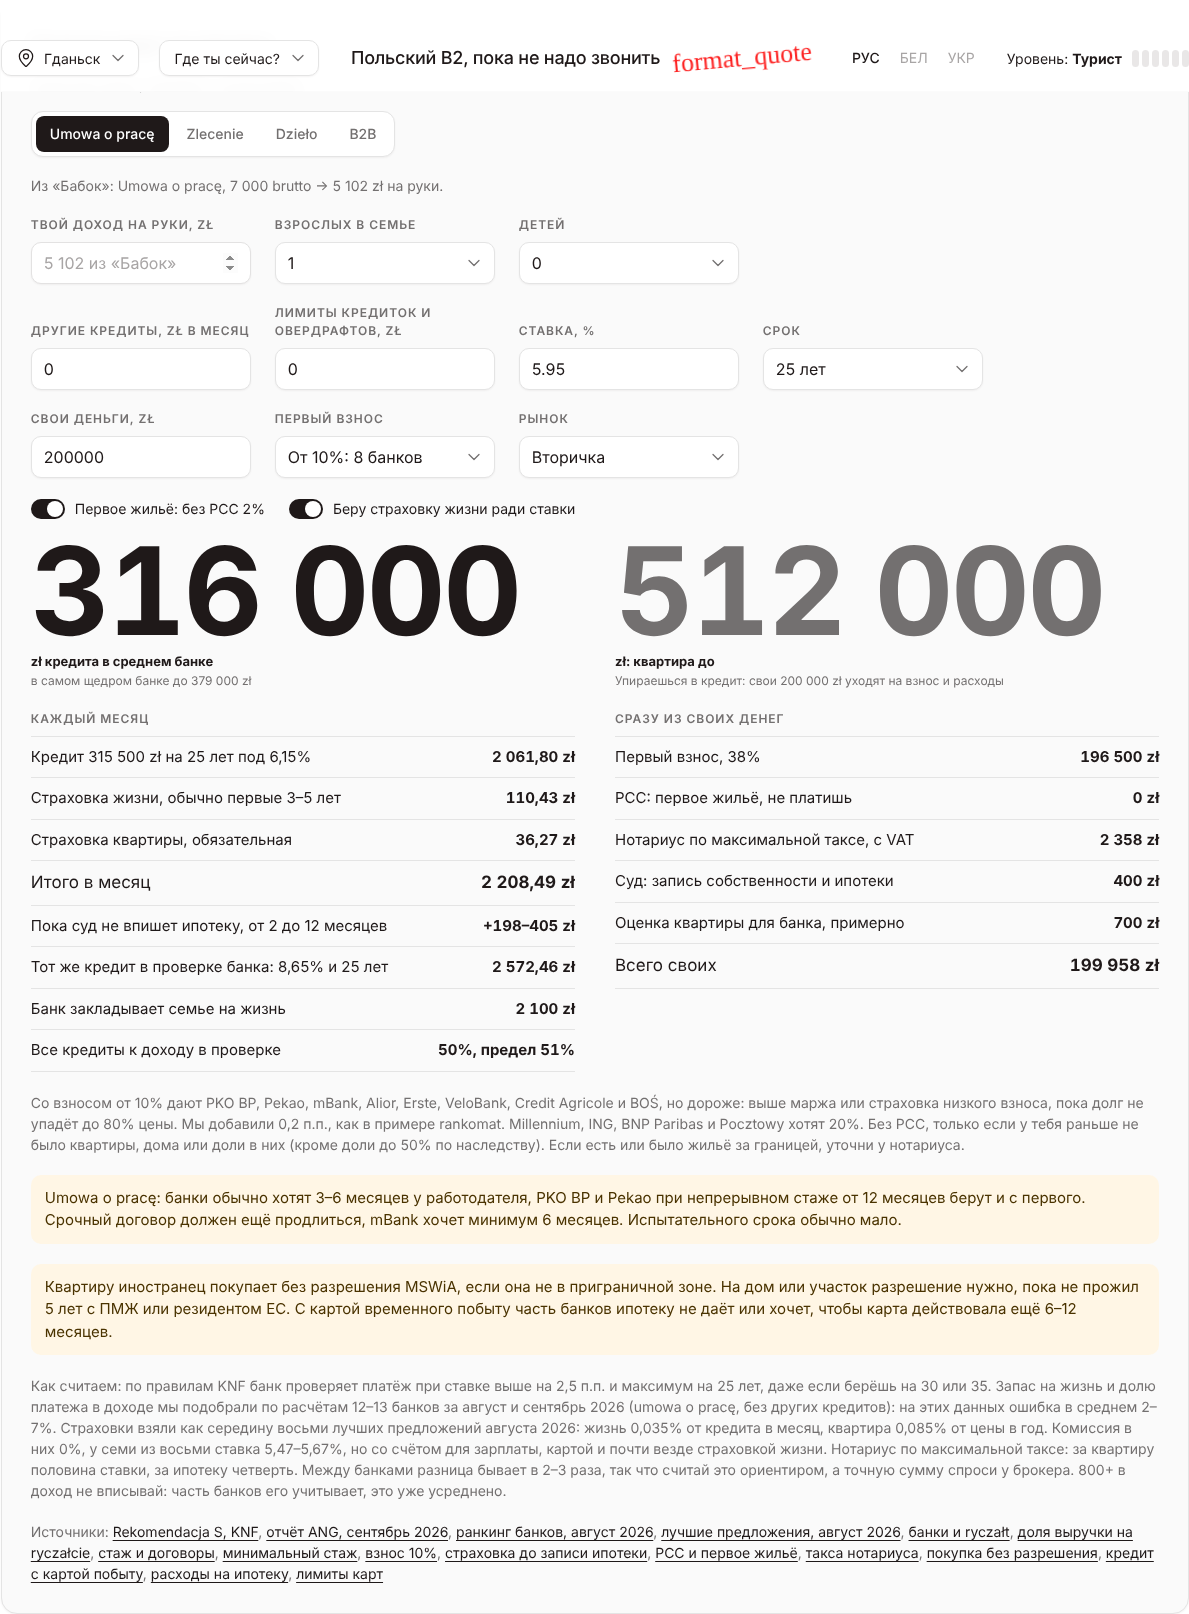 Гданьск
Где ты сейчас?
Польский B2, пока не надо звонить
format_quote
РУС БЕЛ УКР
Уровень: Турист
Umowa o pracę Zlecenie Dzieło B2B
Из «Бабок»: Umowa o pracę, 7 000 brutto → 5 102 zł на руки.
ТВОЙ ДОХОД НА РУКИ, ZŁ
5 102 из «Бабок»
ВЗРОСЛЫХ В СЕМЬЕ
1
ДЕТЕЙ
0
ДРУГИЕ КРЕДИТЫ, ZŁ В МЕСЯЦ
0
ЛИМИТЫ КРЕДИТОК И
ОВЕРДРАФТОВ, ZŁ
0
СТАВКА, %
5.95
СРОК
25 лет
СВОИ ДЕНЬГИ, ZŁ
200000
ПЕРВЫЙ ВЗНОС
От 10%: 8 банков
РЫНОК
Вторичка
Первое жильё: без PCC 2%
Беру страховку жизни ради ставки
316 000
zł кредита в среднем банке
в самом щедром банке до 379 000 zł
512 000
zł: квартира до
Упираешься в кредит: свои 200 000 zł уходят на взнос и расходы
КАЖДЫЙ МЕСЯЦ
Кредит 315 500 zł на 25 лет под 6,15% 2 061,80 zł
Страховка жизни, обычно первые 3–5 лет 110,43 zł
Страховка квартиры, обязательная 36,27 zł
Итого в месяц 2 208,49 zł
Пока суд не впишет ипотеку, от 2 до 12 месяцев +198–405 zł
Тот же кредит в проверке банка: 8,65% и 25 лет 2 572,46 zł
Банк закладывает семье на жизнь 2 100 zł
Все кредиты к доходу в проверке 50%, предел 51%
СРАЗУ ИЗ СВОИХ ДЕНЕГ
Первый взнос, 38% 196 500 zł
PCC: первое жильё, не платишь 0 zł
Нотариус по максимальной таксе, с VAT 2 358 zł
Суд: запись собственности и ипотеки 400 zł
Оценка квартиры для банка, примерно 700 zł
Всего своих 199 958 zł
Со взносом от 10% дают PKO BP, Pekao, mBank, Alior, Erste, VeloBank, Credit Agricole и BOŚ, но дороже: выше маржа или страховка низкого взноса, пока долг не
упадёт до 80% цены. Мы добавили 0,2 п.п., как в примере rankomat. Millennium, ING, BNP Paribas и Pocztowy хотят 20%. Без PCC, только если у тебя раньше не
было квартиры, дома или доли в них (кроме доли до 50% по наследству). Если есть или было жильё за границей, уточни у нотариуса.
Umowa o pracę: банки обычно хотят 3–6 месяцев у работодателя, PKO BP и Pekao при непрерывном стаже от 12 месяцев берут и с первого.
Срочный договор должен ещё продлиться, mBank хочет минимум 6 месяцев. Испытательного срока обычно мало.
Квартиру иностранец покупает без разрешения MSWiA, если она не в приграничной зоне. На дом или участок разрешение нужно, пока не прожил
5 лет с ПМЖ или резидентом ЕС. С картой временного побыту часть банков ипотеку не даёт или хочет, чтобы карта действовала ещё 6–12
месяцев.
Как считаем: по правилам KNF банк проверяет платёж при ставке выше на 2,5 п.п. и максимум на 25 лет, даже если берёшь на 30 или 35. Запас на жизнь и долю
платежа в доходе мы подобрали по расчётам 12–13 банков за август и сентябрь 2026 (umowa o pracę, без других кредитов): на этих данных ошибка в среднем 2–
7%. Страховки взяли как середину восьми лучших предложений августа 2026: жизнь 0,035% от кредита в месяц, квартира 0,085% от цены в год. Комиссия в
них 0%, у семи из восьми ставка 5,47–5,67%, но со счётом для зарплаты, картой и почти везде страховкой жизни. Нотариус по максимальной таксе: за квартиру
половина ставки, за ипотеку четверть. Между банками разница бывает в 2–3 раза, так что считай это ориентиром, а точную сумму спроси у брокера. 800+ в
доход не вписывай: часть банков его учитывает, это уже усреднено.
Источники: Rekomendacja S, KNF, отчёт ANG, сентябрь 2026, ранкинг банков, август 2026, лучшие предложения, август 2026, банки и ryczałt, доля выручки на
ryczałcie, стаж и договоры, минимальный стаж, взнос 10%, страховка до записи ипотеки, PCC и первое жильё, такса нотариуса, покупка без разрешения, кредит
с картой побыту, расходы на ипотеку, лимиты карт